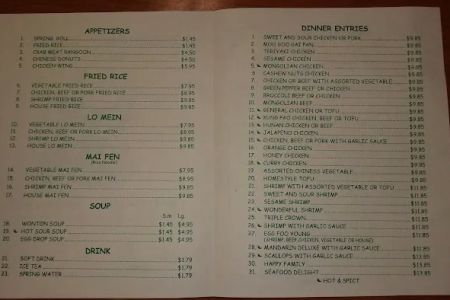 APPETIZERS
1. SPRING ROLL $1.45
2. FRIED RICE $1.95
3. CRAB MEAT RANGOON $4.50
4. CHINESE DONUTS $4.50
5. CHICKEN WING $5.95
FRIED RICE
6. VEGETABLE FRIED RICE $7.95
7. CHICKEN, BEEF OR PORK FRIED RICE $8.95
8. SHRIMP FRIED RICE $9.85
9. HOUSE FRIED RICE $9.85
LO MEIN
10. VEGETABLE LO MEIN $7.95
11. CHICKEN, BEEF OR PORK LO MEIN $8.95
12. SHRIMP LO MEIN $9.85
13. HOUSE LO MEIN $9.85
MAI FEN
(Rice Noodle)
14. VEGETABLE MAI FEN $7.95
15. CHICKEN, BEEF OR PORK MAI FEN $8.95
16. SHRIMP MAI FEN $9.85
17. HOUSE MAI FEN $9.85
SOUP
Sm Lg.
18. WONTON SOUP $1.45 $4.95
19. HOT SOUR SOUP $1.45 $4.95
20. EGG DROP SOUP $1.45 $4.95
DRINK
21. SOFT DRINK $1.79
22. ICE TEA $1.79
23. SPRING WATER $1.79
DINNER ENTRIES
1. SWEET AND SOUR CHICKEN OR PORK $9.85
2. MOO GOO GAI PAN $9.85
3. TERIYAKI CHICKEN $9.85
4. SESAME CHICKEN $9.85
5. MONGOLIAN CHICKEN $9.85
6. CASHEW NUTS CHICKEN $9.85
7. CHICKEN OR BEEF WITH ASSORTED VEGETABLE $9.85
8. GREEN PEPPER BEEF OR CHICKEN $9.85
9. BROCCOLI BEEF OR CHICKEN $9.85
10. MONGOLIAN BEEF $9.85
11. GENERAL CHICKEN OR TOFU $9.85
12. KUNG PAO CHICKEN, BEEF OR TOFU $9.85
13. HUNAN CHICKEN OR BEEF $9.85
14. JALAPENO CHICKEN $9.85
15. CHICKEN, BEEF OR PORK WITH GARLIC SAUCE $9.85
16. ORANGE CHICKEN $9.85
17. HONEY CHICKEN $9.85
18. CURRY CHICKEN $9.85
19. ASSORTED CHINESE VEGETABLE $9.85
20. HOMESTYLE TOFU $9.85
21. SHRIMP WITH ASSORTED VEGETABLE OR TOFU $11.85
22. SWEET AND SOUR SHRIMP $11.85
23. SESAME SHRIMP $11.85
24. WONDERFUL SHRIMP $11.85
25. TRIPLE CROWN $11.85
26. SHRIMP WITH GARLIC SAUCE $11.85
27. EGG FOO YOUNG $11.85
(SHRIMP, BEEF, CHICKEN, VEGETABLE OR HOUSE)
28. MANDARIN DELUXE WITH GARLIC SAUCE $11.85
29. SCALLOPS WITH GARLIC SAUCE $11.85
30. HAPPY FAMILY $13.85
31. SEAFOOD DELIGHT $13.85
HOT & SPICY